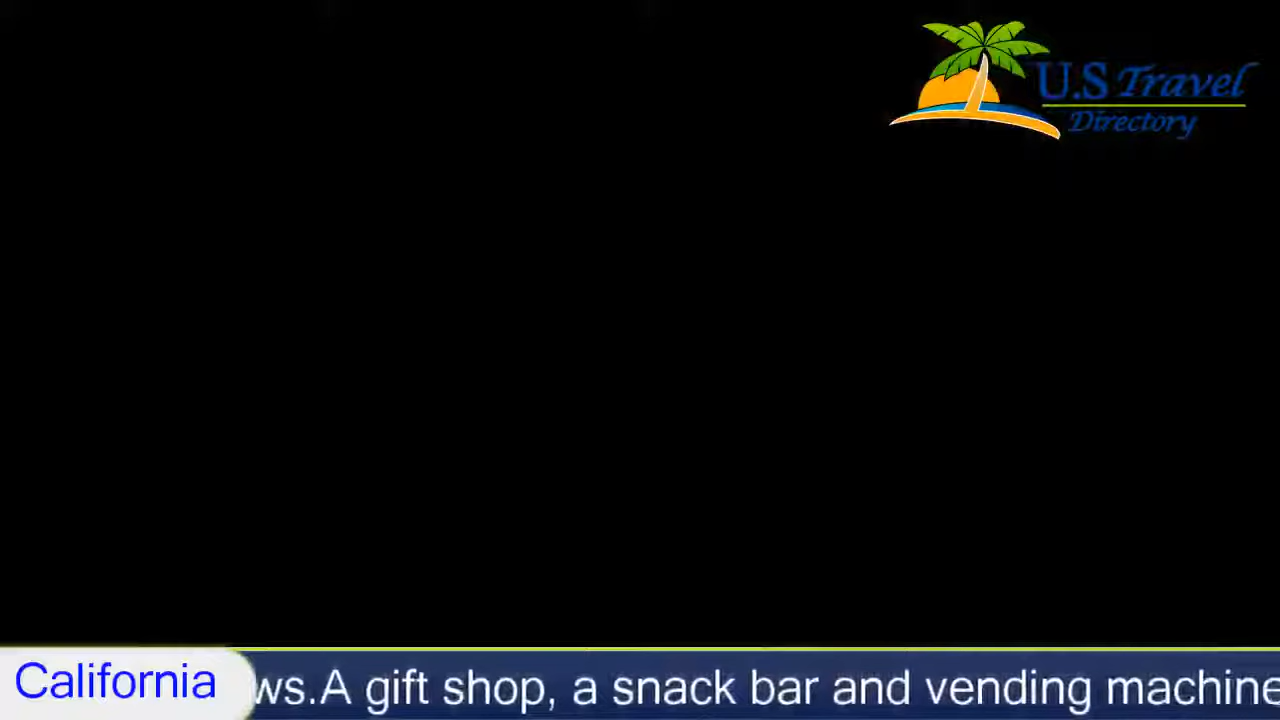 U.S Travel
Directory
California
ws.A gift shop, a snack bar and vending machine